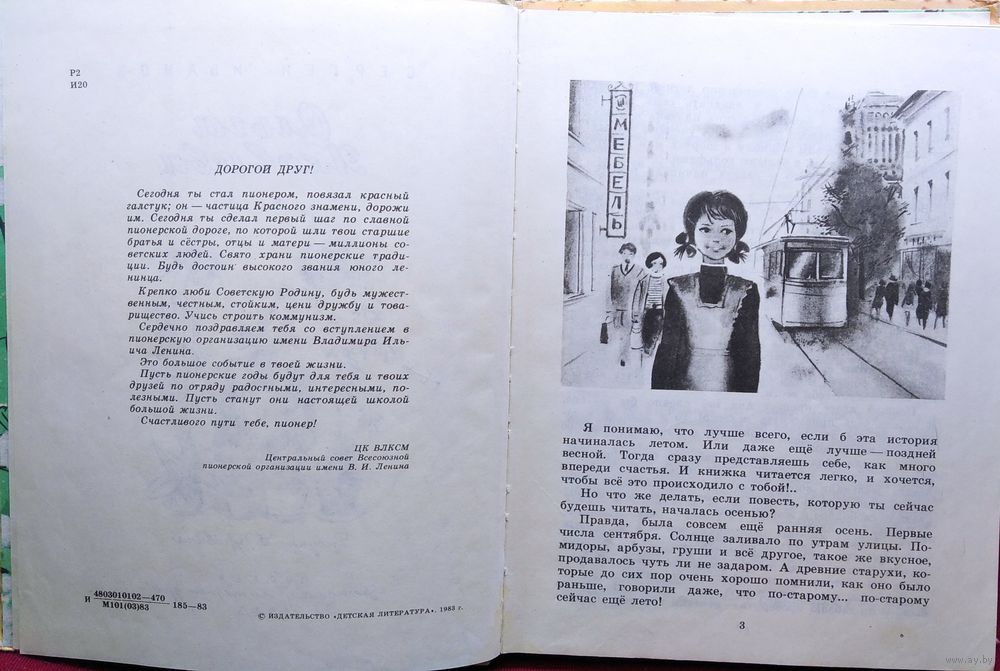 Р2
И20
ДОРОГОЙ ДРУГ!
Сегодня ты стал пионером, повязал красный
галстук; он — частица Красного знамени, дорожи
им. Сегодня ты сделал первый шаг по славной
пионерской дороге, по которой шли твои старшие
братья и сёстры, отцы и матери — миллионы со-
ветских людей. Свято храни пионерские тради-
ции. Будь достоин высокого звания юного ле-
нинца.
Крепко люби Советскую Родину, будь мужест-
венным, честным, стойким, цени дружбу и това-
рищество. Учись строить коммунизм.
Сердечно поздравляем тебя со вступлением в
пионерскую организацию имени Владимира Иль-
ича Ленина.
Это большое событие в твоей жизни.
Пусть пионерские годы будут для тебя и твоих
друзей по отряду радостными, интересными, по-
лезными. Пусть станут они настоящей школой
большой жизни.
Счастливого пути тебе, пионер!
ЦК ВЛКСМ
Центральный совет Всесоюзной
пионерской организации имени В. И. Ленина
И 4803010102—470
М101(03)83 185—83
© ИЗДАТЕЛЬСТВО «ДЕТСКАЯ ЛИТЕРАТУРА», 1983 г.
МЕБЕЛЬ
Я понимаю, что лучше всего, если б эта история
начиналась летом. Или даже ещё лучше — поздней
весной. Тогда сразу представляешь себе, как много
впереди счастья. И книжка читается легко, и хочется,
чтобы всё это происходило с тобой!..
Но что же делать, если повесть, которую ты сейчас
будешь читать, началась осенью?
Правда, была совсем ещё ранняя осень. Первые
числа сентября. Солнце заливало по утрам улицы. По-
мидоры, арбузы, груши и всё другое, такое же вкусное,
продавалось чуть ли не задаром. А древние старухи, ко-
торые до сих пор очень хорошо помнили, как оно было
раньше, говорили даже, что по-старому... по-старому
сейчас ещё лето!
3
www.ay.by